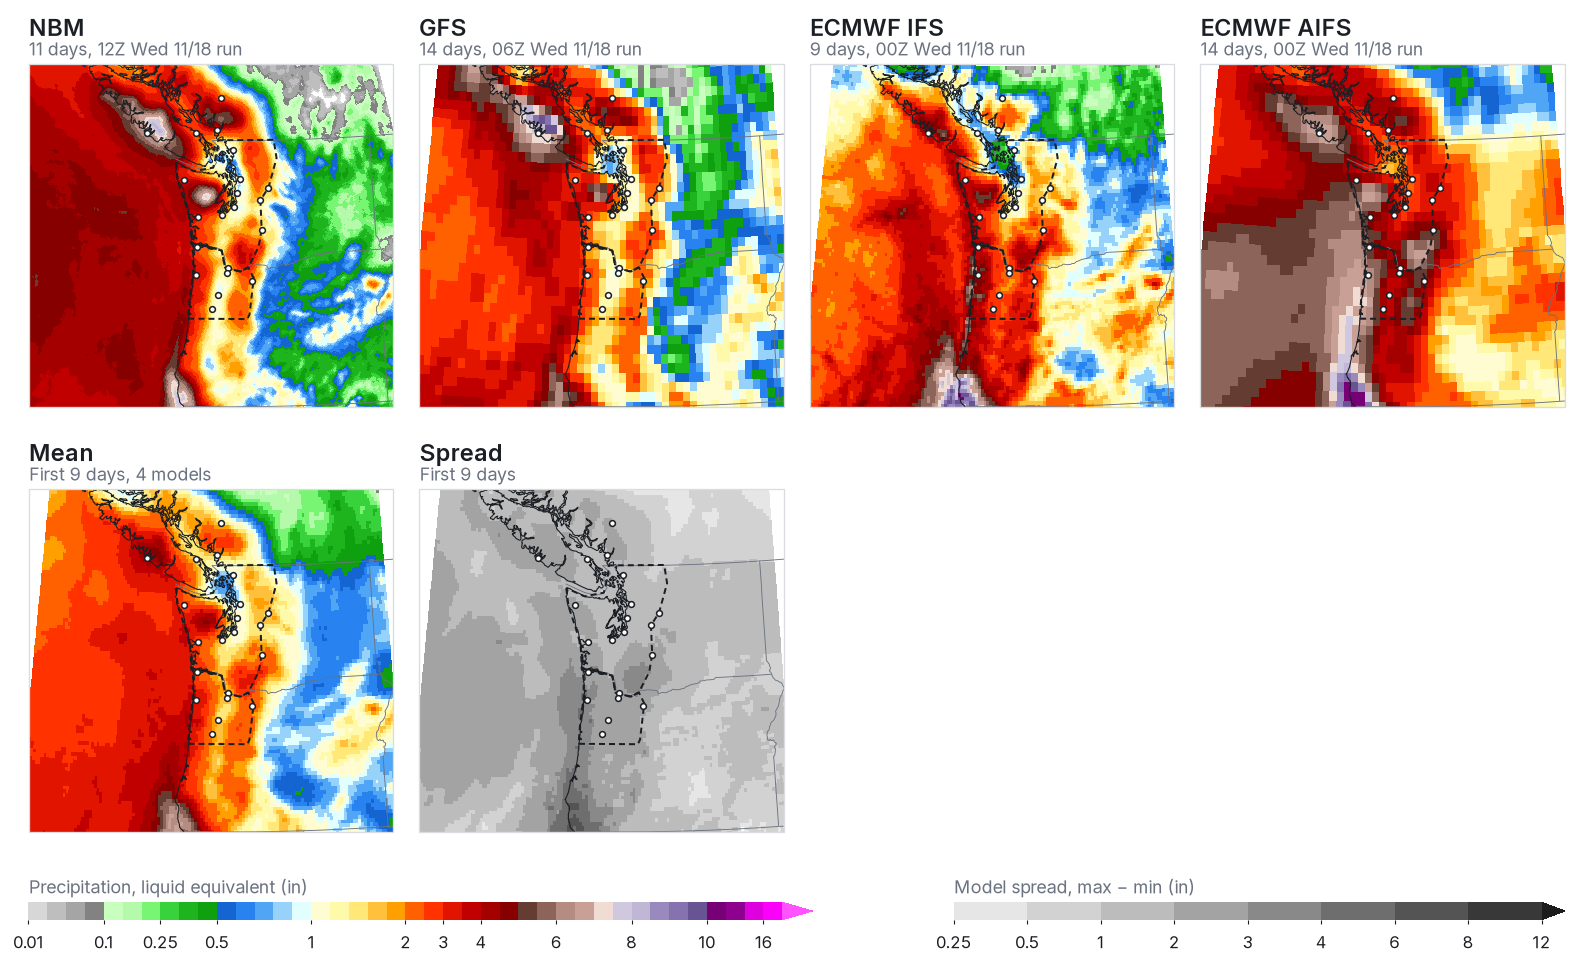 NBM
11 days, 12Z Wed 11/18 run
GFS
14 days, 06Z Wed 11/18 run
ECMWF IFS
9 days, 00Z Wed 11/18 run
ECMWF AIFS
14 days, 00Z Wed 11/18 run
Mean
First 9 days, 4 models
Spread
First 9 days
Precipitation, liquid equivalent (in)
0.01 0.1 0.25 0.5 1 2 3 4 6 8 10 16
Model spread, max − min (in)
0.25 0.5 1 2 3 4 6 8 12